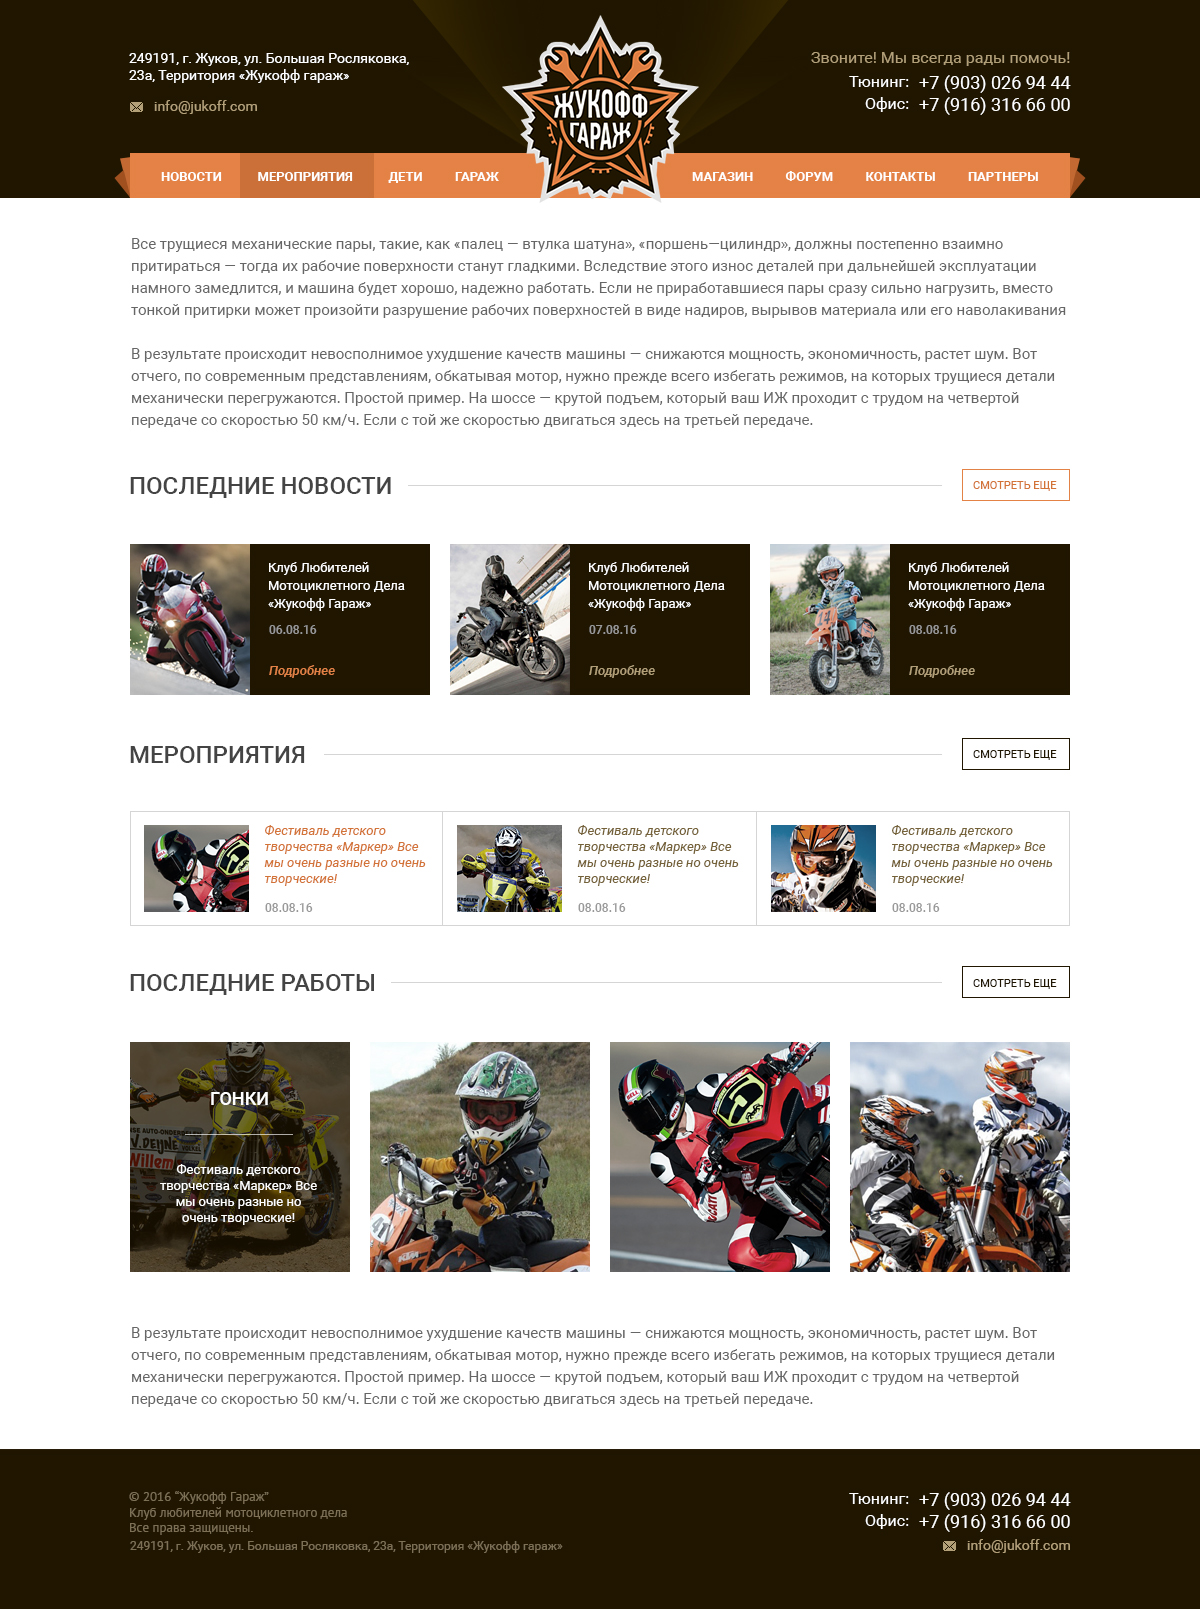 249191, г. Жуков, ул. Большая Росляковка,
23а, Территория «Жукофф гараж»
info@jukoff.com
ЖУКОФФ
ГАРАЖ
Звоните! Мы всегда рады помочь!
Тюнинг: +7 (903) 026 94 44
Офис: +7 (916) 316 66 00
НОВОСТИ МЕРОПРИЯТИЯ ДЕТИ ГАРАЖ МАГАЗИН ФОРУМ КОНТАКТЫ ПАРТНЕРЫ
Все трущиеся механические пары, такие, как «палец — втулка шатуна», «поршень—цилиндр», должны постепенно взаимно
притираться — тогда их рабочие поверхности станут гладкими. Вследствие этого износ деталей при дальнейшей эксплуатации
намного замедлится, и машина будет хорошо, надежно работать. Если не приработавшиеся пары сразу сильно нагрузить, вместо
тонкой притирки может произойти разрушение рабочих поверхностей в виде надиров, вырывов материала или его наволакивания
В результате происходит невосполнимое ухудшение качеств машины — снижаются мощность, экономичность, растет шум. Вот
отчего, по современным представлениям, обкатывая мотор, нужно прежде всего избегать режимов, на которых трущиеся детали
механически перегружаются. Простой пример. На шоссе — крутой подъем, который ваш ИЖ проходит с трудом на четвертой
передаче со скоростью 50 км/ч. Если с той же скоростью двигаться здесь на третьей передаче.
ПОСЛЕДНИЕ НОВОСТИ
СМОТРЕТЬ ЕЩЕ
Клуб Любителей
Мотоциклетного Дела
«Жукофф Гараж»
06.08.16
Подробнее
Клуб Любителей
Мотоциклетного Дела
«Жукофф Гараж»
07.08.16
Подробнее
Клуб Любителей
Мотоциклетного Дела
«Жукофф Гараж»
08.08.16
Подробнее
МЕРОПРИЯТИЯ
СМОТРЕТЬ ЕЩЕ
Фестиваль детского
творчества «Маркер» Все
мы очень разные но очень
творческие!
08.08.16
1
Фестиваль детского
творчества «Маркер» Все
мы очень разные но очень
творческие!
08.08.16
Фестиваль детского
творчества «Маркер» Все
мы очень разные но очень
творческие!
08.08.16
ПОСЛЕДНИЕ РАБОТЫ
СМОТРЕТЬ ЕЩЕ
ГОНКИ
V.DEIJNE
Willem
Фестиваль детского
творчества «Маркер» Все
мы очень разные но
очень творческие!
KTM
В результате происходит невосполнимое ухудшение качеств машины — снижаются мощность, экономичность, растет шум. Вот
отчего, по современным представлениям, обкатывая мотор, нужно прежде всего избегать режимов, на которых трущиеся детали
механически перегружаются. Простой пример. На шоссе — крутой подъем, который ваш ИЖ проходит с трудом на четвертой
передаче со скоростью 50 км/ч. Если с той же скоростью двигаться здесь на третьей передаче.
© 2016 “Жукофф Гараж”
Клуб любителей мотоциклетного дела
Все права защищены.
249191, г. Жуков, ул. Большая Росляковка, 23а, Территория «Жукофф гараж»
Тюнинг: +7 (903) 026 94 44
Офис: +7 (916) 316 66 00
info@jukoff.com